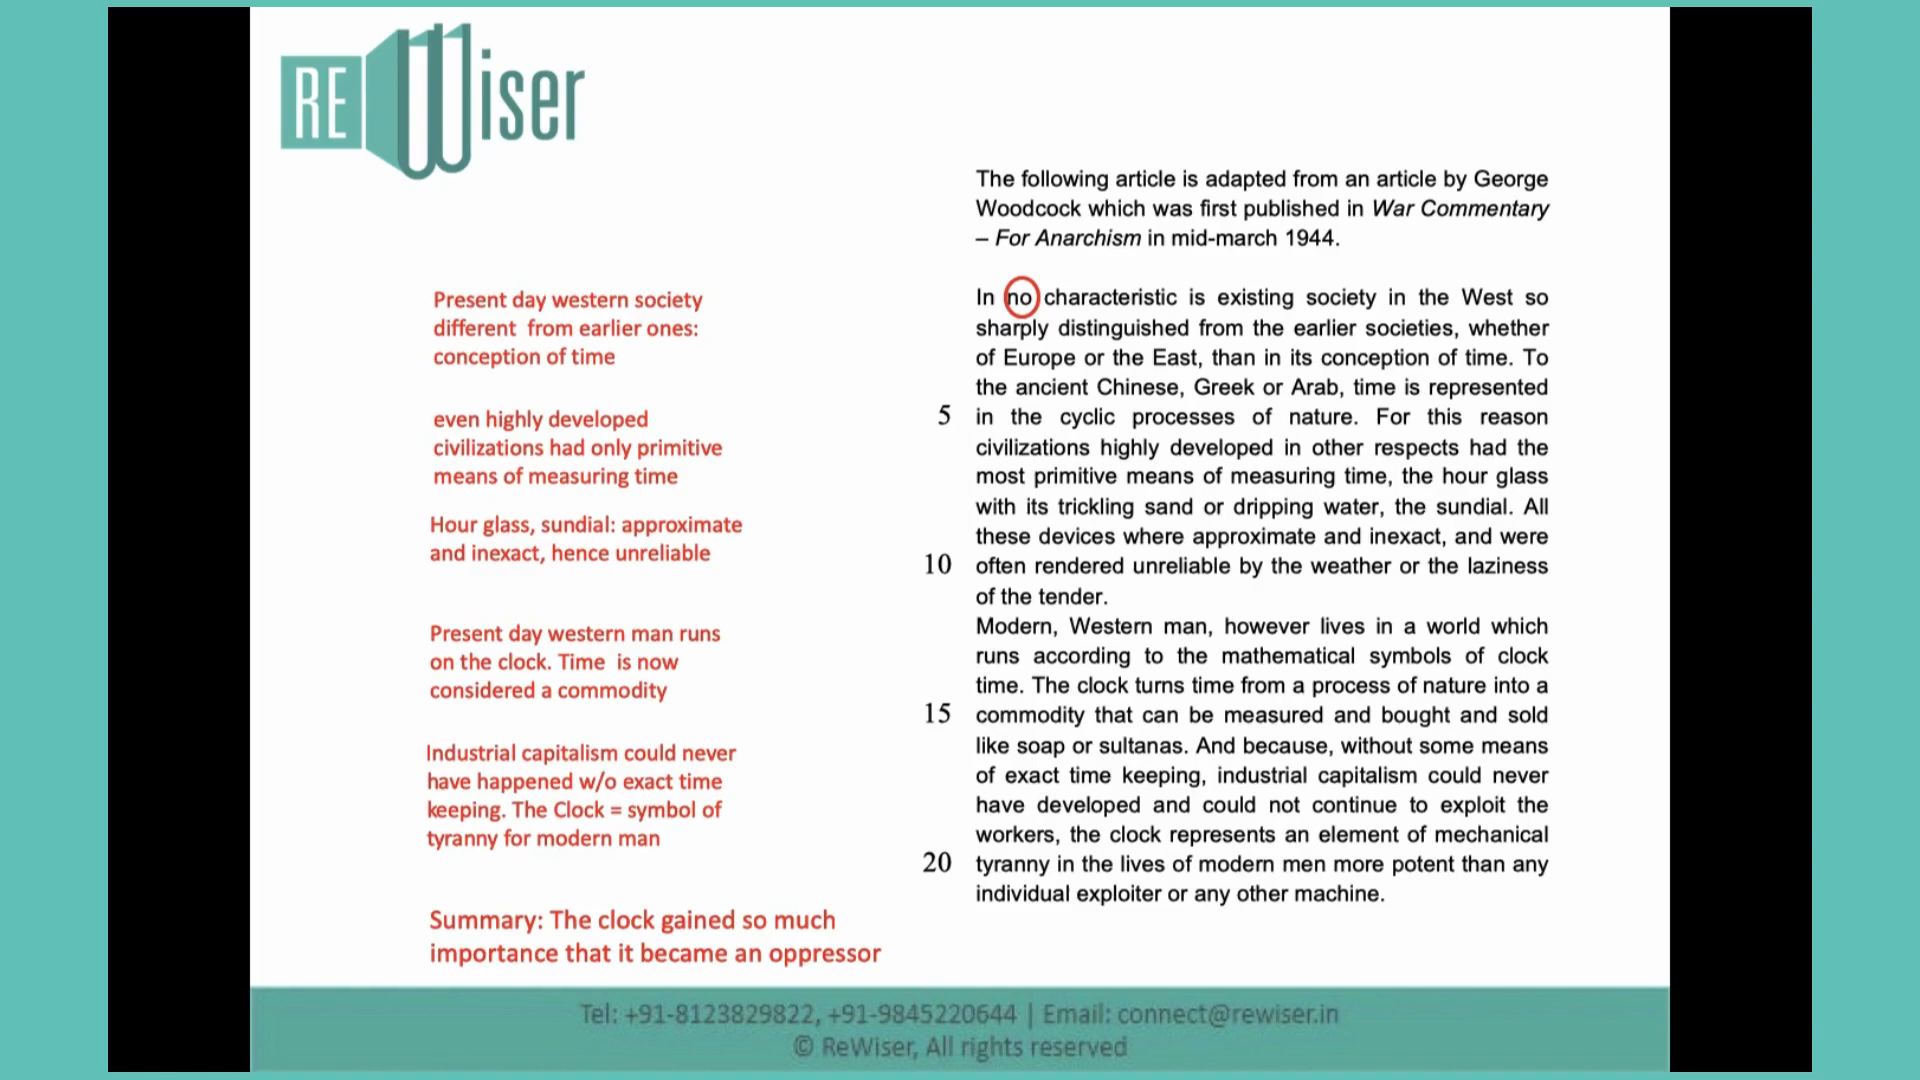 REWiser
The following article is adapted from an article by George
Woodcock which was first published in War Commentary
– For Anarchism in mid-march 1944.
Present day western society
different from earlier ones:
conception of time
even highly developed
civilizations had only primitive
means of measuring time
Hour glass, sundial: approximate
and inexact, hence unreliable
Present day western man runs
on the clock. Time is now
considered a commodity
Industrial capitalism could never
have happened w/o exact time
keeping. The Clock = symbol of
tyranny for modern man
Summary: The clock gained so much
importance that it became an oppressor
In no characteristic is existing society in the West so
sharply distinguished from the earlier societies, whether
of Europe or the East, than in its conception of time. To
the ancient Chinese, Greek or Arab, time is represented
5 in the cyclic processes of nature. For this reason
civilizations highly developed in other respects had the
most primitive means of measuring time, the hour glass
with its trickling sand or dripping water, the sundial. All
these devices where approximate and inexact, and were
10 often rendered unreliable by the weather or the laziness
of the tender.
Modern, Western man, however lives in a world which
runs according to the mathematical symbols of clock
time. The clock turns time from a process of nature into a
15 commodity that can be measured and bought and sold
like soap or sultanas. And because, without some means
of exact time keeping, industrial capitalism could never
have developed and could not continue to exploit the
workers, the clock represents an element of mechanical
20 tyranny in the lives of modern men more potent than any
individual exploiter or any other machine.
Tel: +91-8123829822, +91-9845220644 | Email: connect@rewiser.in
© ReWiser, All rights reserved